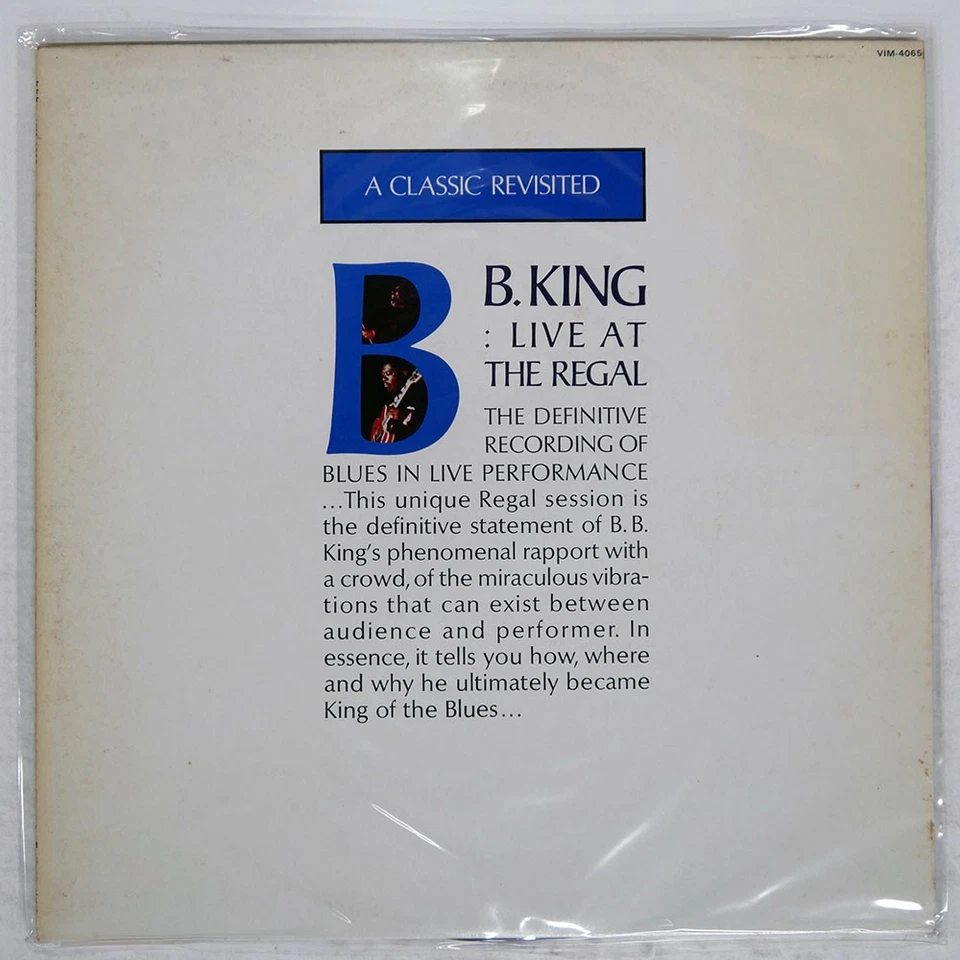 VIM-4065
A CLASSIC REVISITED
B B. KING
: LIVE AT
THE REGAL
THE DEFINITIVE
RECORDING OF
BLUES IN LIVE PERFORMANCE
...This unique Regal session is
the definitive statement of B.B.
King's phenomenal rapport with
a crowd, of the miraculous vibra-
tions that can exist between
audience and performer. In
essence, it tells you how, where
and why he ultimately became
King of the Blues...